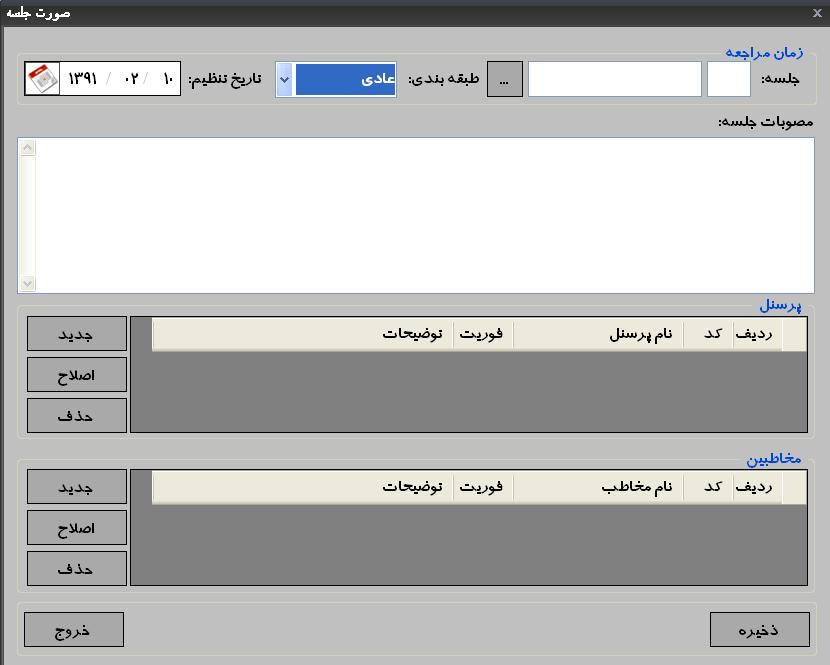 صورت جلسه
زمان مراجعه
جلسه: ... طبقه بندی: عادی تاریخ تنظیم: ۱۰ / ۰۲ / ۱۳۹۱
مصوبات جلسه:
پرسنل
ردیف کد نام پرسنل فوریت توضیحات
جدید
اصلاح
حذف
مخاطبین
ردیف کد نام مخاطب فوریت توضیحات
جدید
اصلاح
حذف
ذخیره خروج